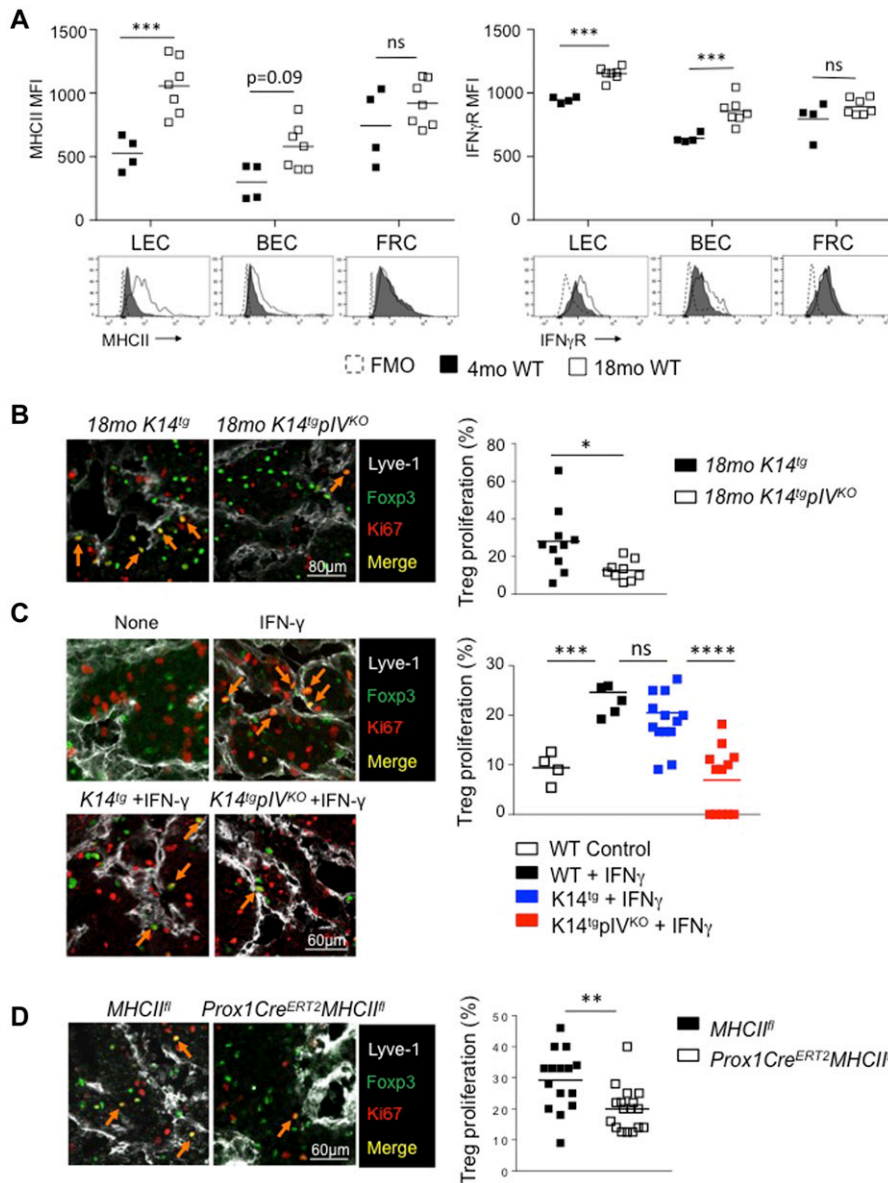 A
MHCII MFI
1500
1000
500
0
***
p=0.09
ns
LEC
BEC
FRC
MHCII
IFNγR MFI
1500
1000
500
0
***
***
ns
LEC
BEC
FRC
IFNγR
FMO
4mo WT
18mo WT
B
18mo K14tg
18mo K14tgpIVKO
Lyve-1
Foxp3
Ki67
Merge
80µm
Treg proliferation (%)
80
60
40
20
0
*
18mo K14tg
18mo K14tgpIVKO
C
None
IFN-γ
Lyve-1
Foxp3
Ki67
Merge
K14tg +IFN-γ
K14tgpIVKO +IFN-γ
60µm
Treg proliferation (%)
30
20
10
0
***
ns
****
WT Control
WT + IFNγ
K14tg + IFNγ
K14tgpIVKO + IFNγ
D
MHCIIfl
Prox1CreERT2MHCIIfl
Lyve-1
Foxp3
Ki67
Merge
60µm
Treg proliferation (%)
50
40
30
20
10
0
**
MHCIIfl
Prox1CreERT2MHCII